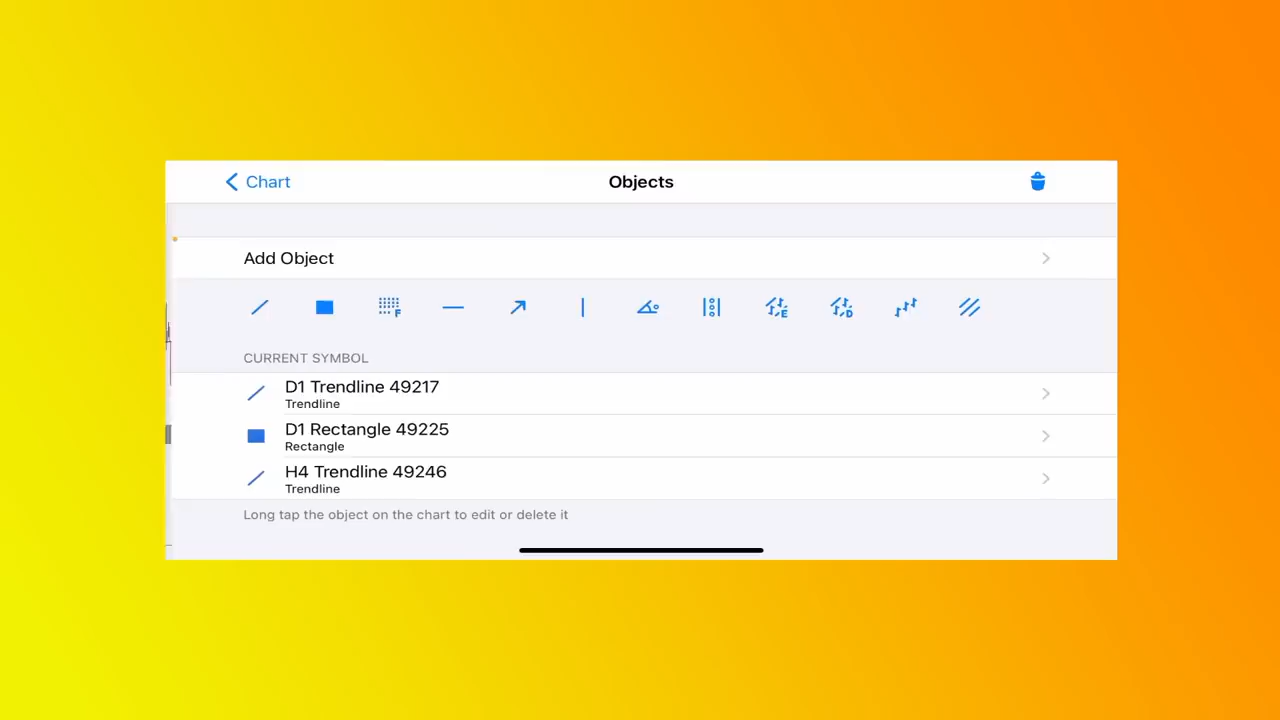 Chart
Objects
Add Object
F
E
D
CURRENT SYMBOL
D1 Trendline 49217
Trendline
D1 Rectangle 49225
Rectangle
H4 Trendline 49246
Trendline
Long tap the object on the chart to edit or delete it